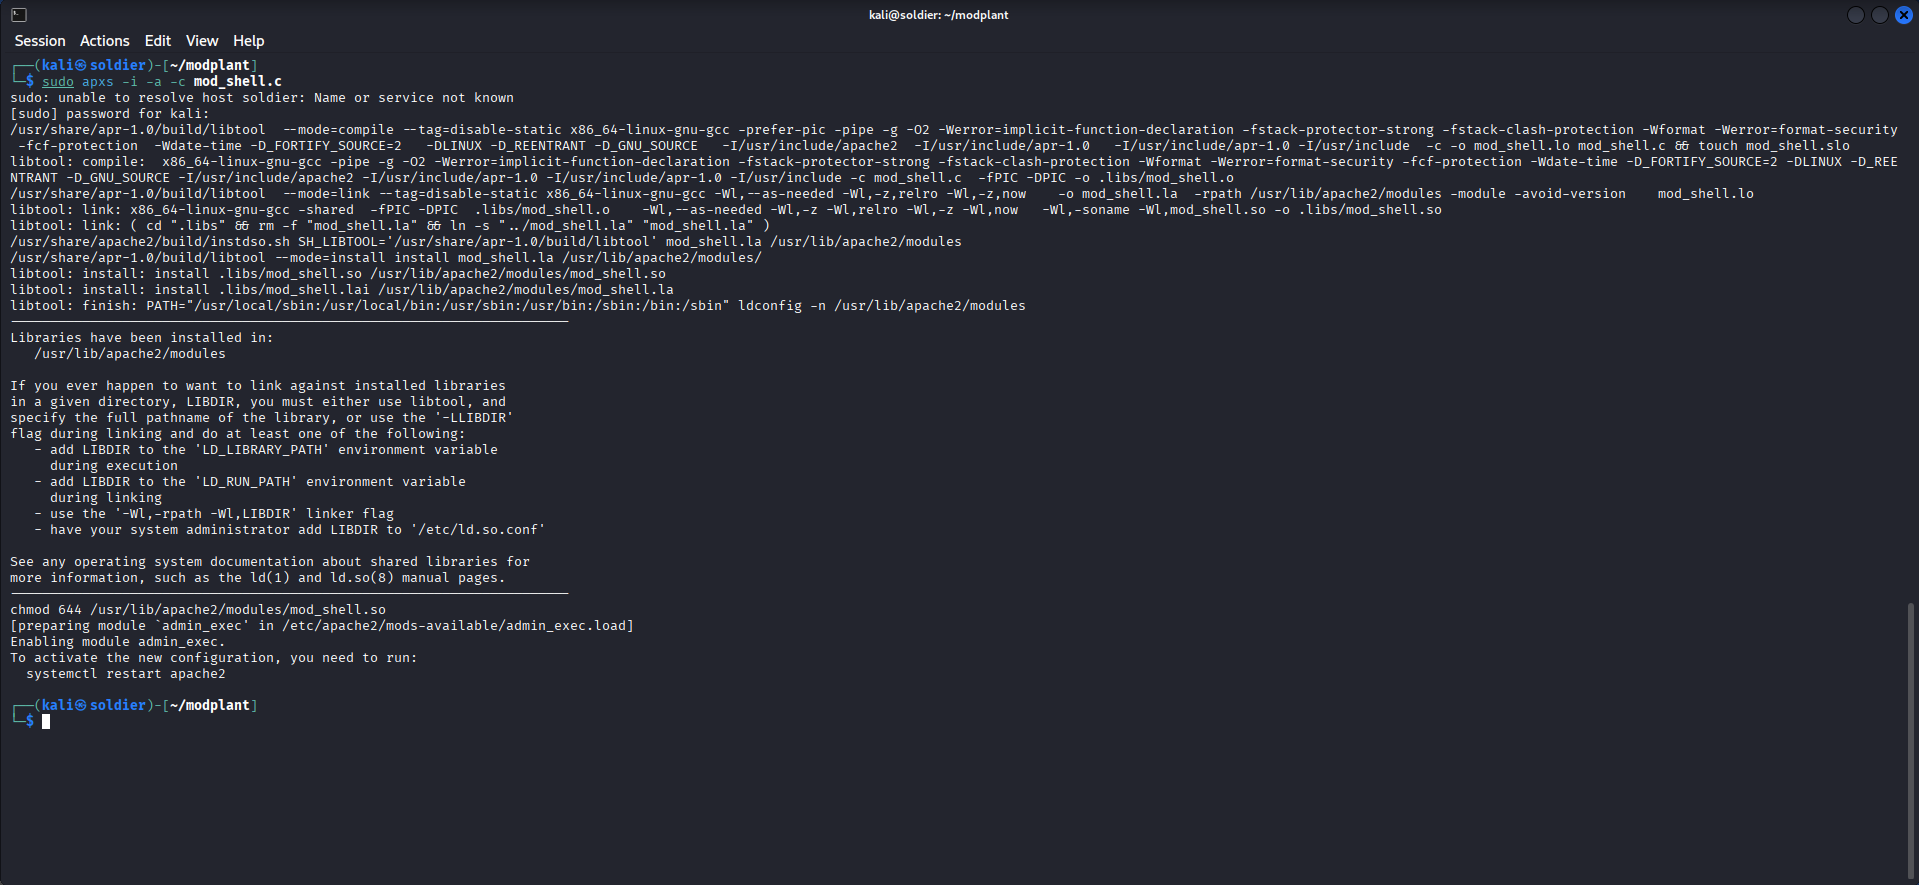 kali@soldier: ~/modplant
Session Actions Edit View Help
┌──(kali㉿soldier)-[~/modplant]
└─$ sudo apxs -i -a -c mod_shell.c
sudo: unable to resolve host soldier: Name or service not known
[sudo] password for kali:
/usr/share/apr-1.0/build/libtool  --mode=compile --tag=disable-static x86_64-linux-gnu-gcc -prefer-pic -pipe -g -O2 -Werror=implicit-function-declaration -fstack-protector-strong -fstack-clash-protection -Wformat -Werror=format-security
 -fcf-protection  -Wdate-time -D_FORTIFY_SOURCE=2   -DLINUX -D_REENTRANT -D_GNU_SOURCE   -I/usr/include/apache2  -I/usr/include/apr-1.0   -I/usr/include/apr-1.0 -I/usr/include  -c -o mod_shell.lo mod_shell.c && touch mod_shell.slo
libtool: compile:  x86_64-linux-gnu-gcc -pipe -g -O2 -Werror=implicit-function-declaration -fstack-protector-strong -fstack-clash-protection -Wformat -Werror=format-security -fcf-protection -Wdate-time -D_FORTIFY_SOURCE=2 -DLINUX -D_REE
NTRANT -D_GNU_SOURCE -I/usr/include/apache2 -I/usr/include/apr-1.0 -I/usr/include/apr-1.0 -I/usr/include -c mod_shell.c  -fPIC -DPIC -o .libs/mod_shell.o
/usr/share/apr-1.0/build/libtool  --mode=link --tag=disable-static x86_64-linux-gnu-gcc -Wl,--as-needed -Wl,-z,relro -Wl,-z,now    -o mod_shell.la  -rpath /usr/lib/apache2/modules -module -avoid-version    mod_shell.lo
libtool: link: x86_64-linux-gnu-gcc -shared  -fPIC -DPIC  .libs/mod_shell.o    -Wl,--as-needed -Wl,-z -Wl,relro -Wl,-z -Wl,now   -Wl,-soname -Wl,mod_shell.so -o .libs/mod_shell.so
libtool: link: ( cd ".libs" && rm -f "mod_shell.la" && ln -s "../mod_shell.la" "mod_shell.la" )
/usr/share/apache2/build/instdso.sh SH_LIBTOOL='/usr/share/apr-1.0/build/libtool' mod_shell.la /usr/lib/apache2/modules
/usr/share/apr-1.0/build/libtool --mode=install install mod_shell.la /usr/lib/apache2/modules/
libtool: install: install .libs/mod_shell.so /usr/lib/apache2/modules/mod_shell.so
libtool: install: install .libs/mod_shell.lai /usr/lib/apache2/modules/mod_shell.la
libtool: finish: PATH="/usr/local/sbin:/usr/local/bin:/usr/sbin:/usr/bin:/sbin:/bin:/sbin" ldconfig -n /usr/lib/apache2/modules
----------------------------------------------------------------------
Libraries have been installed in:
   /usr/lib/apache2/modules

If you ever happen to want to link against installed libraries
in a given directory, LIBDIR, you must either use libtool, and
specify the full pathname of the library, or use the '-LLIBDIR'
flag during linking and do at least one of the following:
   - add LIBDIR to the 'LD_LIBRARY_PATH' environment variable
     during execution
   - add LIBDIR to the 'LD_RUN_PATH' environment variable
     during linking
   - use the '-Wl,-rpath -Wl,LIBDIR' linker flag
   - have your system administrator add LIBDIR to '/etc/ld.so.conf'

See any operating system documentation about shared libraries for
more information, such as the ld(1) and ld.so(8) manual pages.
----------------------------------------------------------------------
chmod 644 /usr/lib/apache2/modules/mod_shell.so
[preparing module `admin_exec' in /etc/apache2/mods-available/admin_exec.load]
Enabling module admin_exec.
To activate the new configuration, you need to run:
  systemctl restart apache2

┌──(kali㉿soldier)-[~/modplant]
└─$